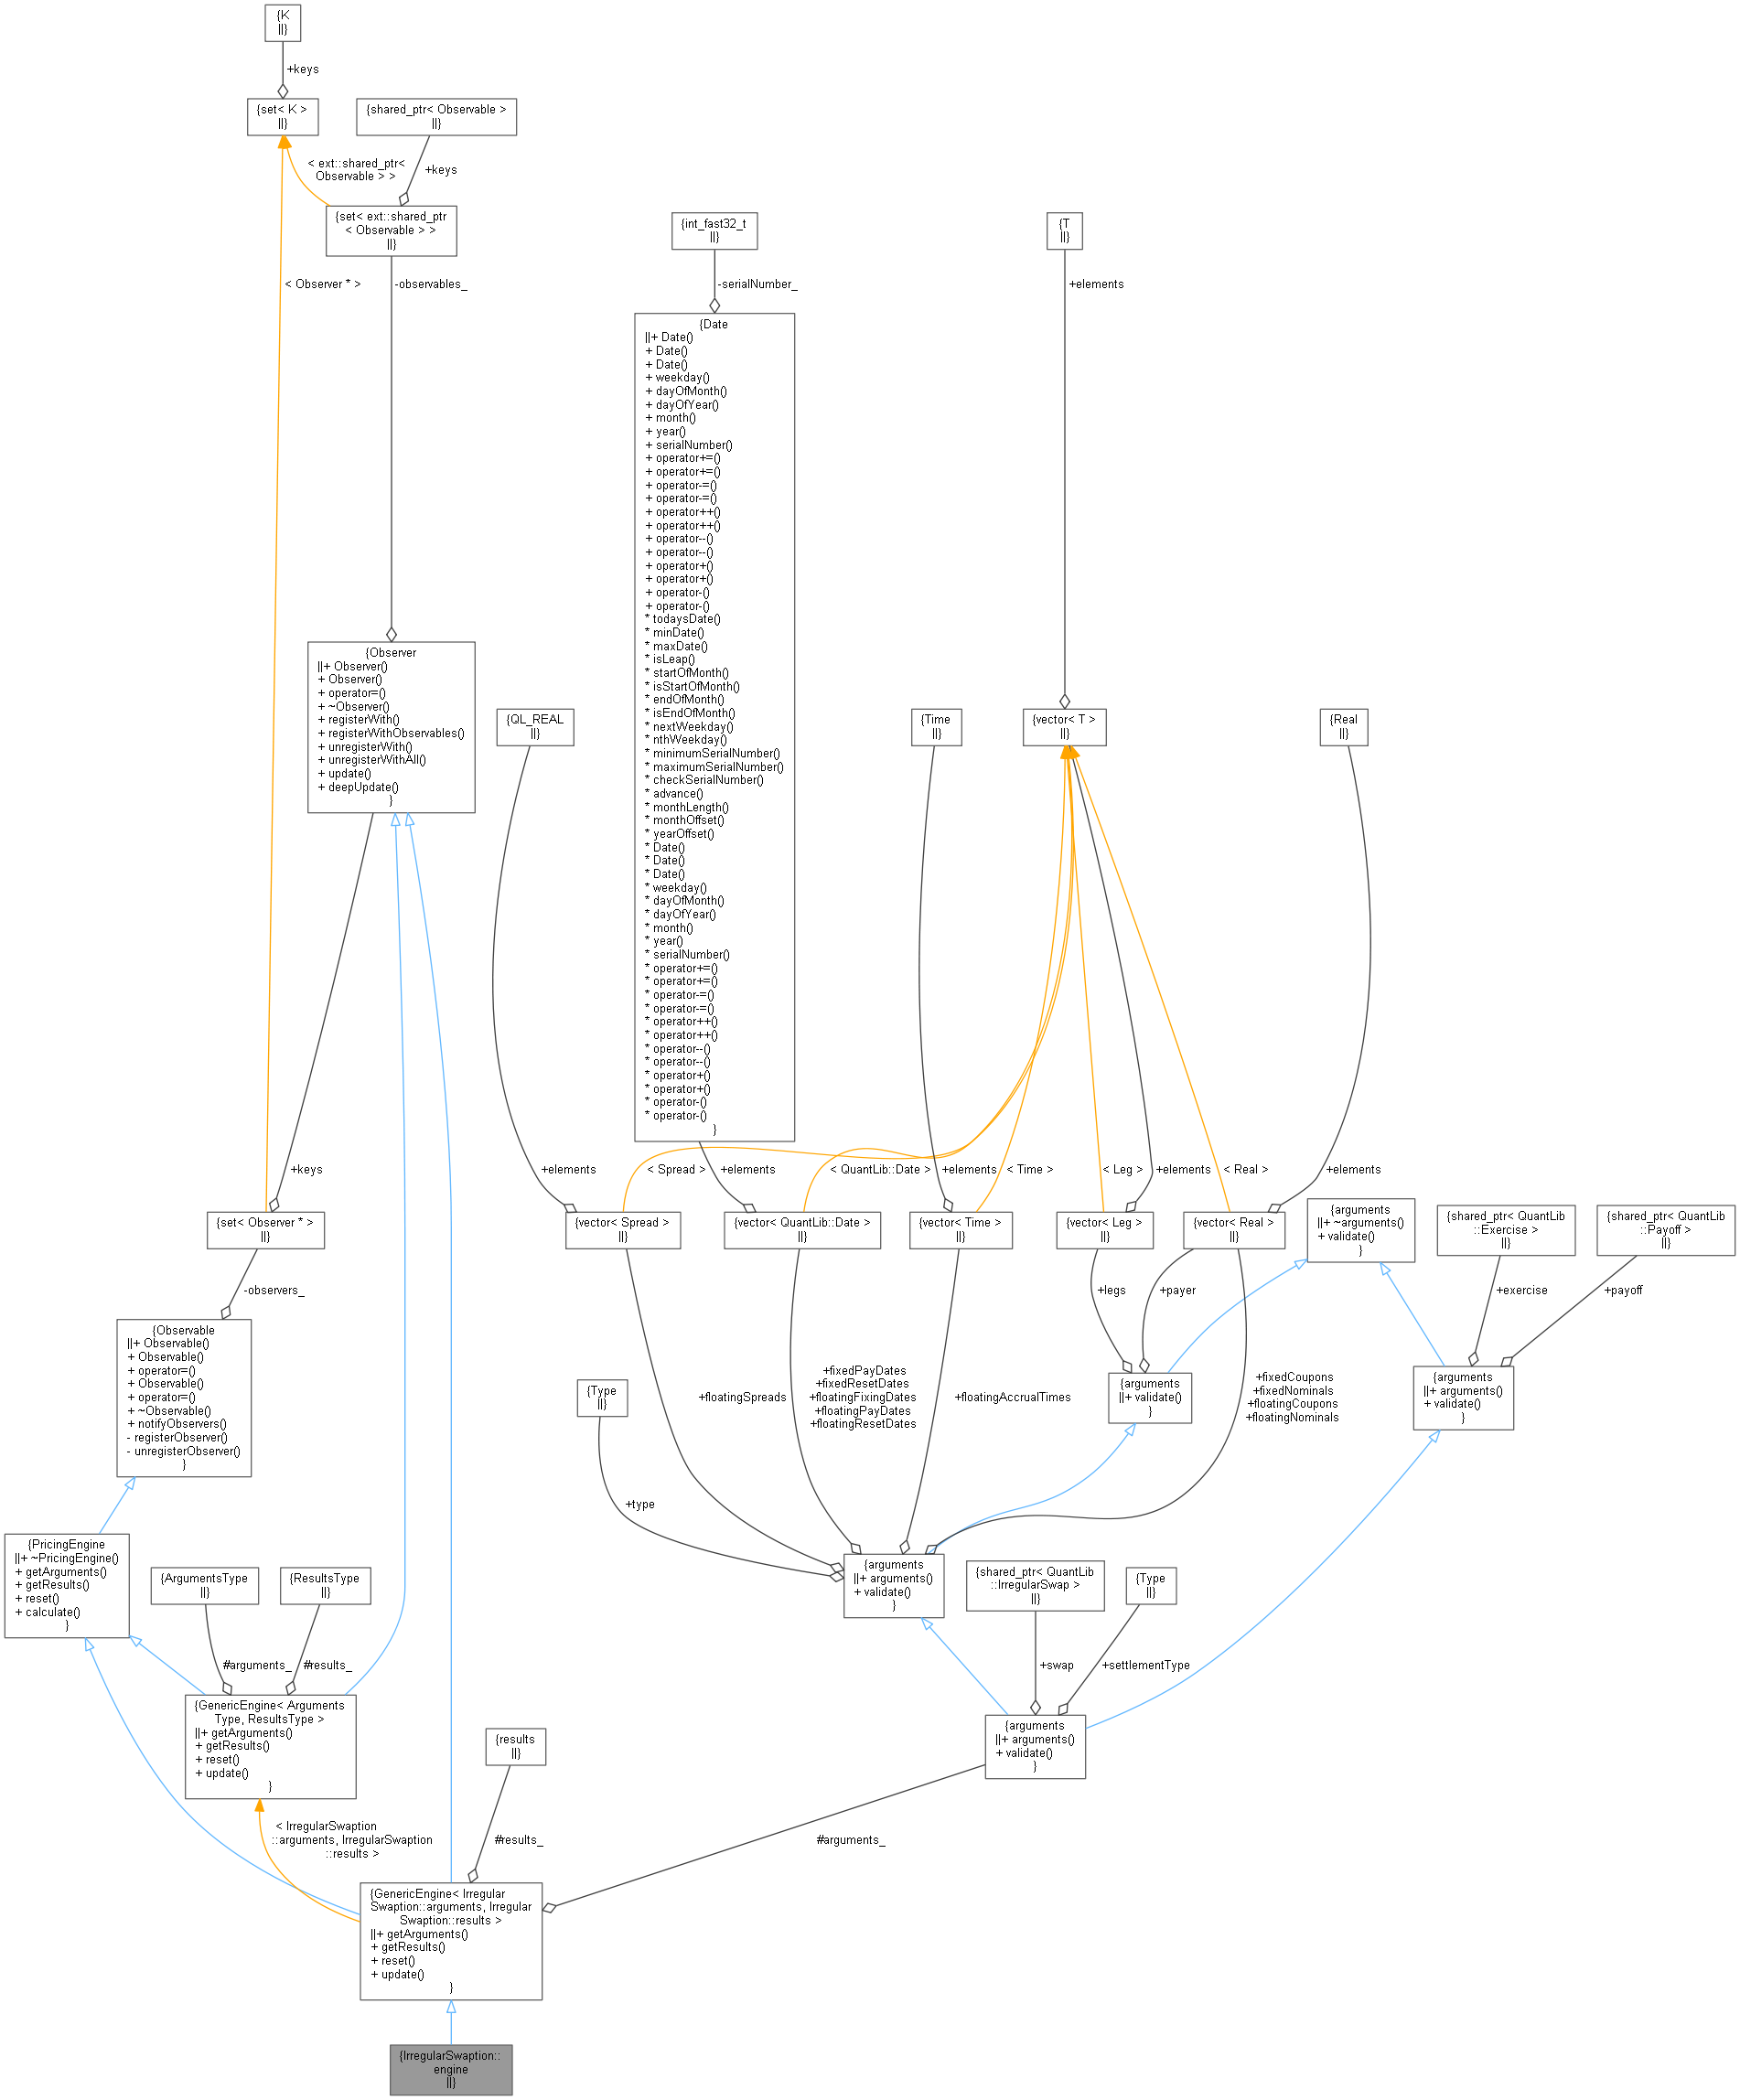 {K
||}
+keys
{set< K >
||}
{shared_ptr< Observable >
||}
< ext::shared_ptr<
Observable > >
+keys
{set< ext::shared_ptr
< Observable > >
||}
{int_fast32_t
||}
{T
||}
< Observer * >
-observables_
-serialNumber_
+elements
{Date
||+ Date()
+ Date()
+ Date()
+ weekday()
+ dayOfMonth()
+ dayOfYear()
+ month()
+ year()
+ serialNumber()
+ operator+=()
+ operator+=()
+ operator-=()
+ operator-=()
+ operator++()
+ operator++()
+ operator--()
+ operator--()
+ operator+()
+ operator+()
+ operator-()
+ operator-()
* todaysDate()
* minDate()
* maxDate()
* isLeap()
* startOfMonth()
* isStartOfMonth()
* endOfMonth()
* isEndOfMonth()
* nextWeekday()
* nthWeekday()
* minimumSerialNumber()
* maximumSerialNumber()
* checkSerialNumber()
* advance()
* monthLength()
* monthOffset()
* yearOffset()
* Date()
* Date()
* Date()
* weekday()
* dayOfMonth()
* dayOfYear()
* month()
* year()
* serialNumber()
* operator+=()
* operator+=()
* operator-=()
* operator-=()
* operator++()
* operator++()
* operator--()
* operator--()
* operator+()
* operator+()
* operator-()
* operator-()
}
{Observer
||+ Observer()
+ Observer()
+ operator=()
+ ~Observer()
+ registerWith()
+ registerWithObservables()
+ unregisterWith()
+ unregisterWithAll()
+ update()
+ deepUpdate()
}
{QL_REAL
||}
{Time
||}
{vector< T >
||}
{Real
||}
+keys
+elements
< Spread >
+elements
< QuantLib::Date >
+elements
< Time >
< Leg >
+elements
< Real >
+elements
{set< Observer * >
||}
{vector< Spread >
||}
{vector< QuantLib::Date >
||}
{vector< Time >
||}
{vector< Leg >
||}
{vector< Real >
||}
{arguments
||+ ~arguments()
+ validate()
}
{shared_ptr< QuantLib
::Exercise >
||}
{shared_ptr< QuantLib
::Payoff >
||}
-observers_
+legs
+payer
+exercise
+payoff
{Observable
||+ Observable()
+ Observable()
+ operator=()
+ Observable()
+ operator=()
+ ~Observable()
+ notifyObservers()
- registerObserver()
- unregisterObserver()
}
{Type
||}
+floatingSpreads
+fixedPayDates
+fixedResetDates
+floatingFixingDates
+floatingPayDates
+floatingResetDates
+floatingAccrualTimes
{arguments
||+ validate()
}
+fixedCoupons
+fixedNominals
+floatingCoupons
+floatingNominals
{arguments
||+ arguments()
+ validate()
}
+type
{PricingEngine
||+ ~PricingEngine()
+ getArguments()
+ getResults()
+ reset()
+ calculate()
}
{ArgumentsType
||}
{ResultsType
||}
{arguments
||+ arguments()
+ validate()
}
{shared_ptr< QuantLib
::IrregularSwap >
||}
{Type
||}
#arguments_
#results_
+swap
+settlementType
{GenericEngine< Arguments
Type, ResultsType >
||+ getArguments()
+ getResults()
+ reset()
+ update()
}
{results
||}
{arguments
||+ arguments()
+ validate()
}
< IrregularSwaption
::arguments, IrregularSwaption
::results >
#results_
#arguments_
{GenericEngine< Irregular
Swaption::arguments, Irregular
Swaption::results >
||+ getArguments()
+ getResults()
+ reset()
+ update()
}
{IrregularSwaption::
engine
||}